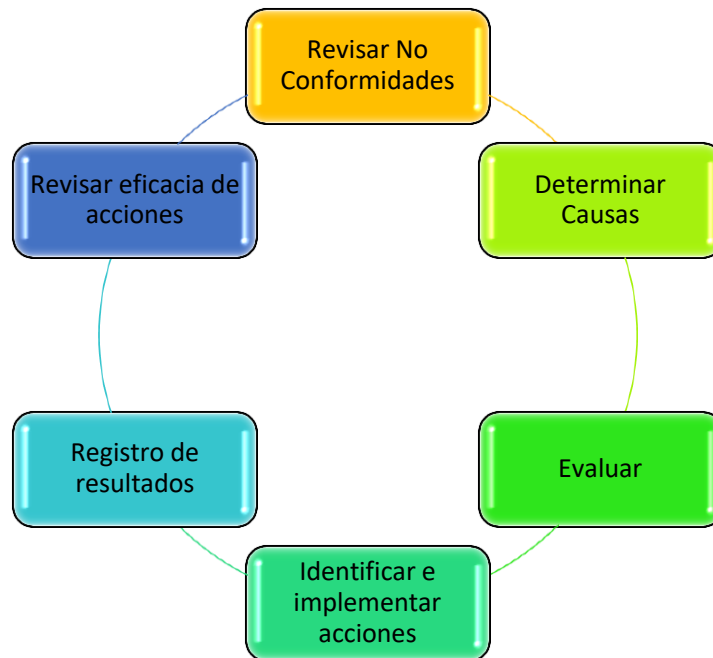 Revisar No
Conformidades
Determinar
Causas
Evaluar
Identificar e
implementar
acciones
Registro de
resultados
Revisar eficacia de
acciones